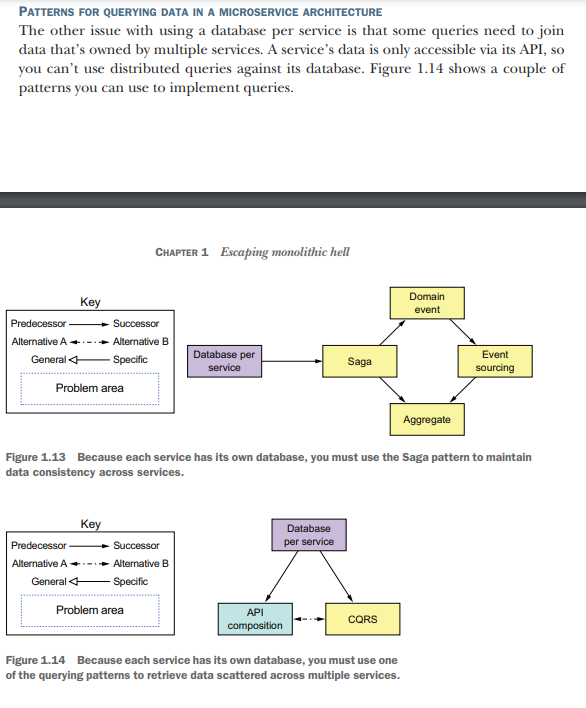 PATTERNS FOR QUERYING DATA IN A MICROSERVICE ARCHITECTURE
The other issue with using a database per service is that some queries need to join
data that's owned by multiple services. A service's data is only accessible via its API, so
you can't use distributed queries against its database. Figure 1.14 shows a couple of
patterns you can use to implement queries.
CHAPTER 1 Escaping monolithic hell
Key
Predecessor Successor
Alternative A Alternative B
General Specific
Problem area
Database per
service
Saga
Domain
event
Event
sourcing
Aggregate
Figure 1.13 Because each service has its own database, you must use the Saga pattern to maintain
data consistency across services.
Key
Predecessor Successor
Alternative A Alternative B
General Specific
Problem area
Database
per service
API
composition
CQRS
Figure 1.14 Because each service has its own database, you must use one
of the querying patterns to retrieve data scattered across multiple services.